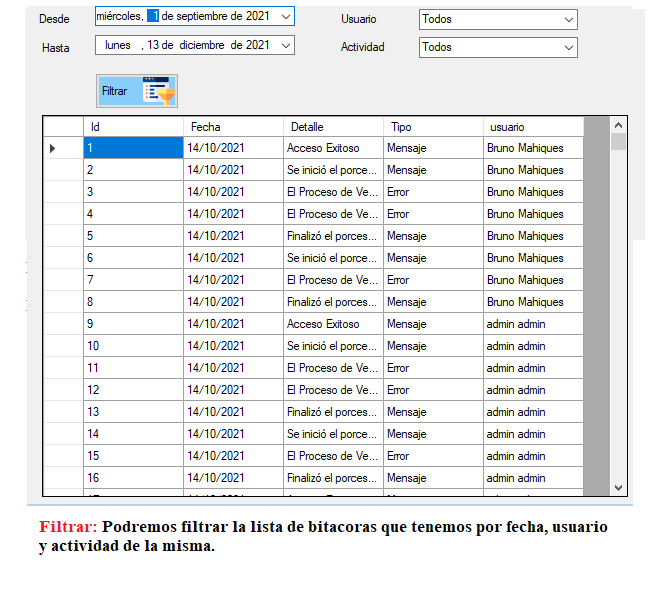 Desde miércoles, 1 de septiembre de 2021 Usuario Todos
Hasta lunes , 13 de diciembre de 2021 Actividad Todos
Filtrar
Id Fecha Detalle Tipo usuario
1 14/10/2021 Acceso Exitoso Mensaje Bruno Mahiques
2 14/10/2021 Se inició el porce... Mensaje Bruno Mahiques
3 14/10/2021 El Proceso de Ve... Error Bruno Mahiques
4 14/10/2021 El Proceso de Ve... Error Bruno Mahiques
5 14/10/2021 Finalizó el porces... Mensaje Bruno Mahiques
6 14/10/2021 Se inició el porce... Mensaje Bruno Mahiques
7 14/10/2021 El Proceso de Ve... Error Bruno Mahiques
8 14/10/2021 Finalizó el porces... Mensaje Bruno Mahiques
9 14/10/2021 Acceso Exitoso Mensaje admin admin
10 14/10/2021 Se inició el porce... Mensaje admin admin
11 14/10/2021 El Proceso de Ve... Error admin admin
12 14/10/2021 El Proceso de Ve... Error admin admin
13 14/10/2021 Finalizó el porces... Mensaje admin admin
14 14/10/2021 Se inició el porce... Mensaje admin admin
15 14/10/2021 El Proceso de Ve... Error admin admin
16 14/10/2021 Finalizó el porces... Mensaje admin admin
Filtrar: Podremos filtrar la lista de bitacoras que tenemos por fecha, usuario
y actividad de la misma.